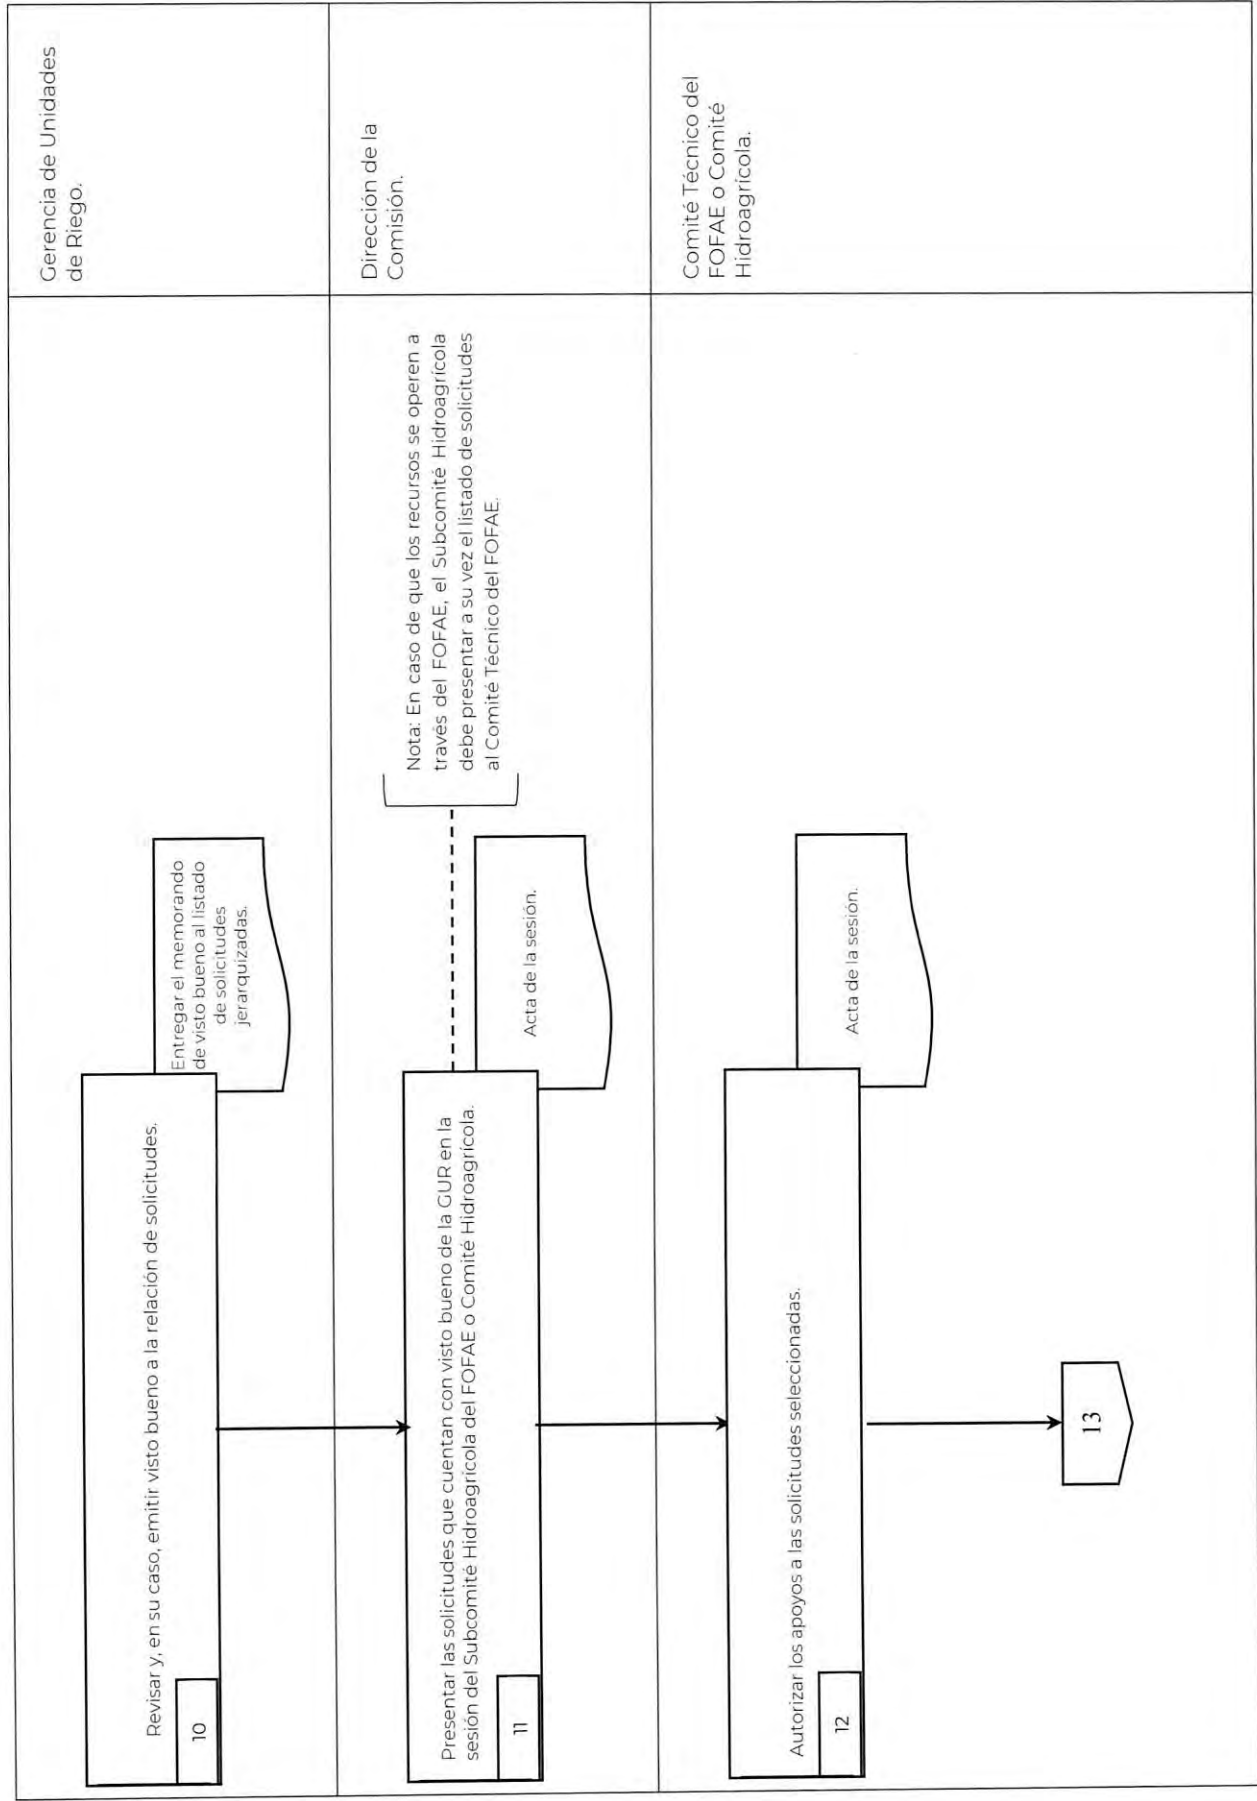 Revisar y, en su caso, emitir visto bueno a la relación de solicitudes.
10
Entregar el memorando
de visto bueno al listado
de solicitudes
jerarquizadas.
Gerencia de Unidades
de Riego.
Presentar las solicitudes que cuentan con visto bueno de la GUR en la
sesión del Subcomité Hidroagrícola del FOFAE o Comité Hidroagrícola.
11
Acta de la sesión.
Nota: En caso de que los recursos se operen a
través del FOFAE, el Subcomité Hidroagrícola
debe presentar a su vez el listado de solicitudes
al Comité Técnico del FOFAE.
Dirección de la
Comisión.
Autorizar los apoyos a las solicitudes seleccionadas.
12
Acta de la sesión.
Comité Técnico del
FOFAE o Comité
Hidroagrícola.
13